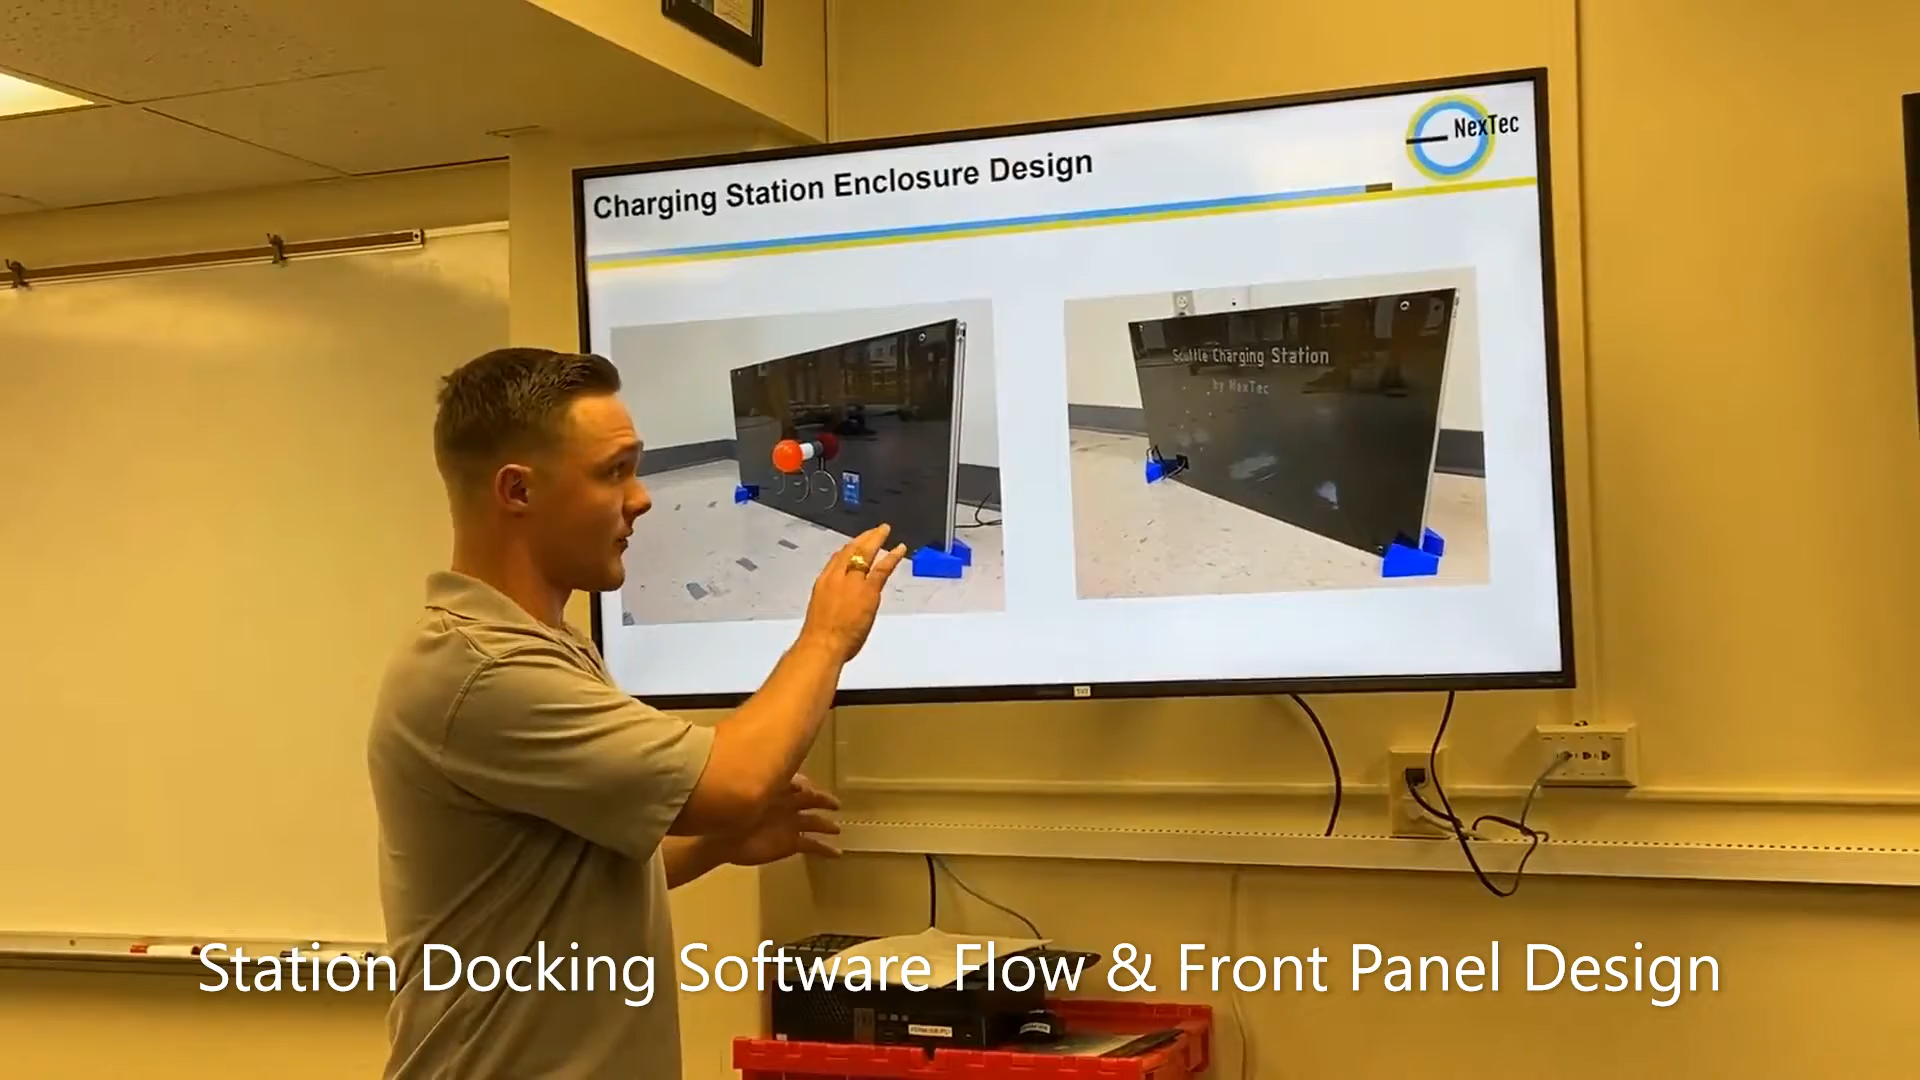 NexTec
Charging Station Enclosure Design
Scuttle Charging Station
by NexTec
Station Docking Software Flow & Front Panel Design